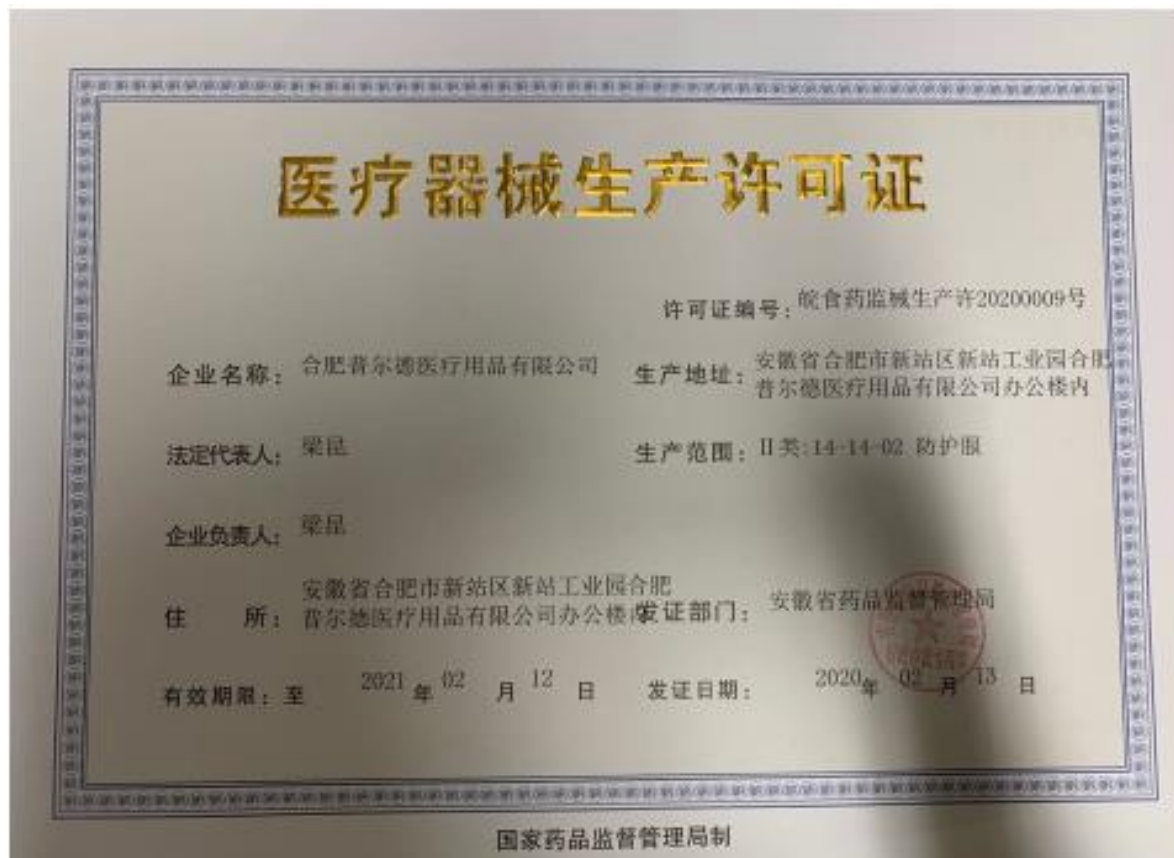 医疗器械生产许可证
许可证编号：皖食药监械生产许20200009号
企业名称：合肥普尔德医疗用品有限公司
生产地址：安徽省合肥市新站区新站工业园合肥
普尔德医疗用品有限公司办公楼内
法定代表人：梁昆
生产范围：Ⅱ类:14-14-02 防护服
企业负责人：梁昆
住 所：安徽省合肥市新站区新站工业园合肥
普尔德医疗用品有限公司办公楼内
发证部门：安徽省药品监督管理局
有效期限：至 2021 年 02 月 12 日
发证日期：2020 年 02 月 13 日
国家药品监督管理局制